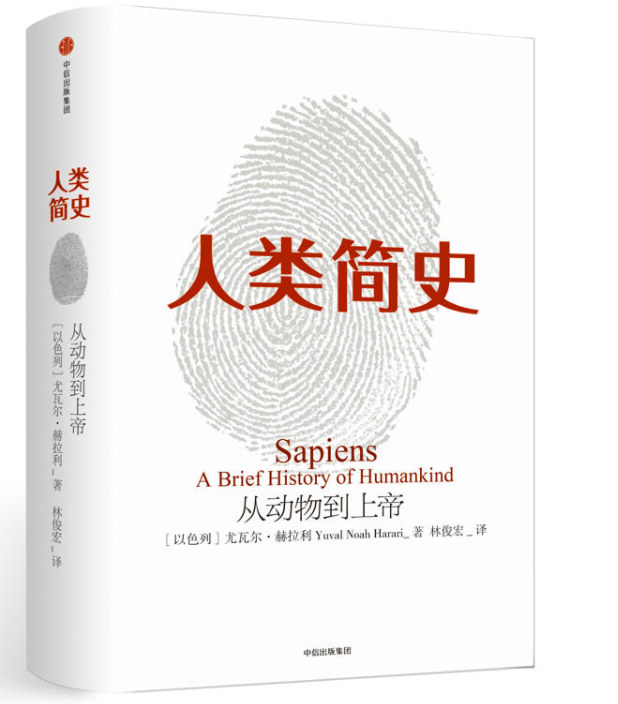 中信出版集团
人类
简史
从动物到上帝
[以色列]尤瓦尔·赫拉利_著 林俊宏_译
人类简史
Sapiens
A Brief History of Humankind
从动物到上帝
[以色列]尤瓦尔·赫拉利 Yuval Noah Harari_著 林俊宏_译
中信出版集团